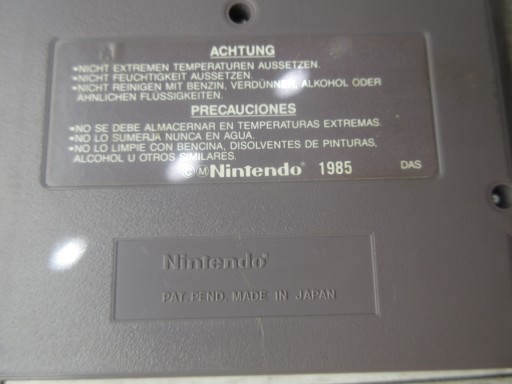 ACHTUNG
•NICHT EXTREMEN TEMPERATUREN AUSSETZEN.
•NICHT FEUCHTIGKEIT AUSSETZEN.
•NICHT REINIGEN MIT BENZIN, VERDÜNNER, ALKOHOL ODER
ÄHNLICHEN FLÜSSIGKEITEN.
PRECAUCIONES
•NO SE DEBE ALMACERNAR EN TEMPERATURAS EXTREMAS.
•NO LO SUMERJA NUNCA EN AGUA.
•NO LO LIMPIE CON BENCINA, DISOLVENTES DE PINTURAS,
ALCOHOL U OTROS SIMILARES.
©Ⓜ Nintendo® 1985 DAS
Nintendo®
PAT. PEND. MADE IN JAPAN